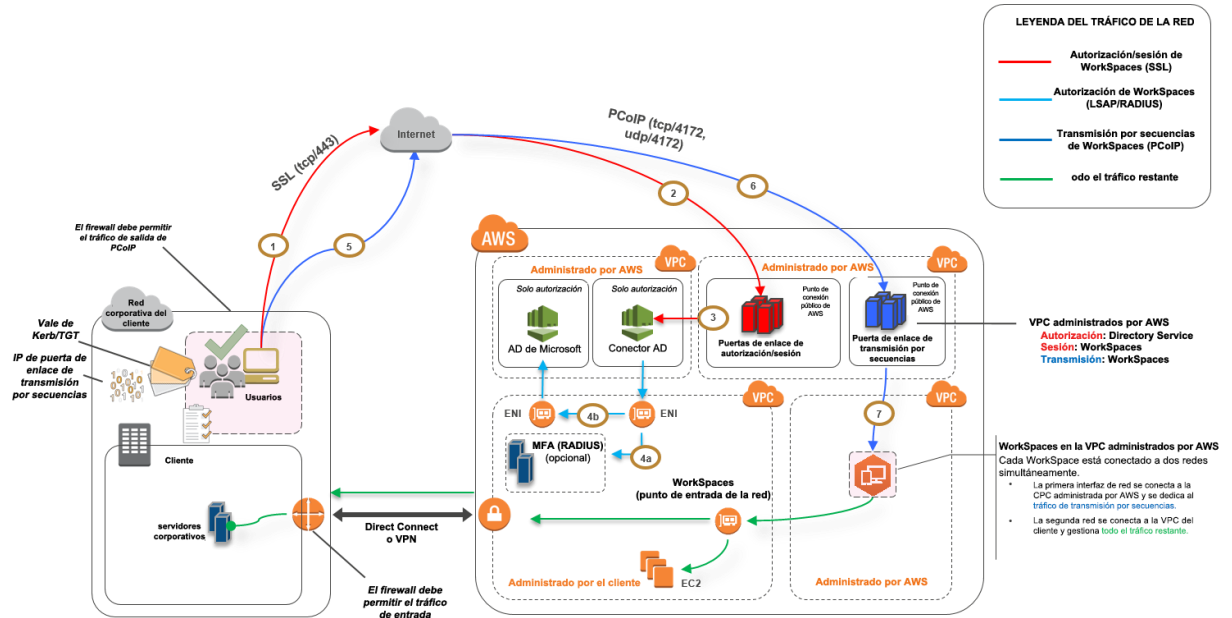 LEYENDA DEL TRÁFICO DE LA RED
Autorización/sesión de
WorkSpaces (SSL)
Autorización de WorkSpaces
(LSAP/RADIUS)
Transmisión por secuencias
de WorkSpaces (PCoIP)
odo el tráfico restante
Internet
SSL (tcp/443)
PCoIP (tcp/4172,
udp/4172)
1
5
2
6
El firewall debe permitir
el tráfico de salida de
PCoIP
Red
corporativa del
cliente
Vale de
Kerb/TGT
IP de puerta de
enlace de
transmisión
por secuencias
Usuarios
Cliente
servidores
corporativos
Direct Connect
o VPN
El firewall debe
permitir el tráfico
de entrada
AWS
VPC
Administrado por AWS
Solo autorización
AD de Microsoft
Solo autorización
Conector AD
VPC
Administrado por AWS
3
Punto de
conexión
público de
AWS
Puertas de enlace de
autorización/sesión
Punto de
conexión
público de
AWS
Puerta de enlace de
transmisión por
secuencias
VPC administrados por AWS
Autorización: Directory Service
Sesión: WorkSpaces
Transmisión: WorkSpaces
VPC
ENI
4b
ENI
MFA (RADIUS)
(opcional)
4a
WorkSpaces
(punto de entrada de la red)
EC2
Administrado por el cliente
VPC
7
Administrado por AWS
WorkSpaces en la VPC administrados por AWS
Cada WorkSpace está conectado a dos redes
simultáneamente.
• La primera interfaz de red se conecta a la
CPC administrada por AWS y se dedica al
tráfico de transmisión por secuencias.
• La segunda red se conecta a la VPC del
cliente y gestiona todo el tráfico restante.